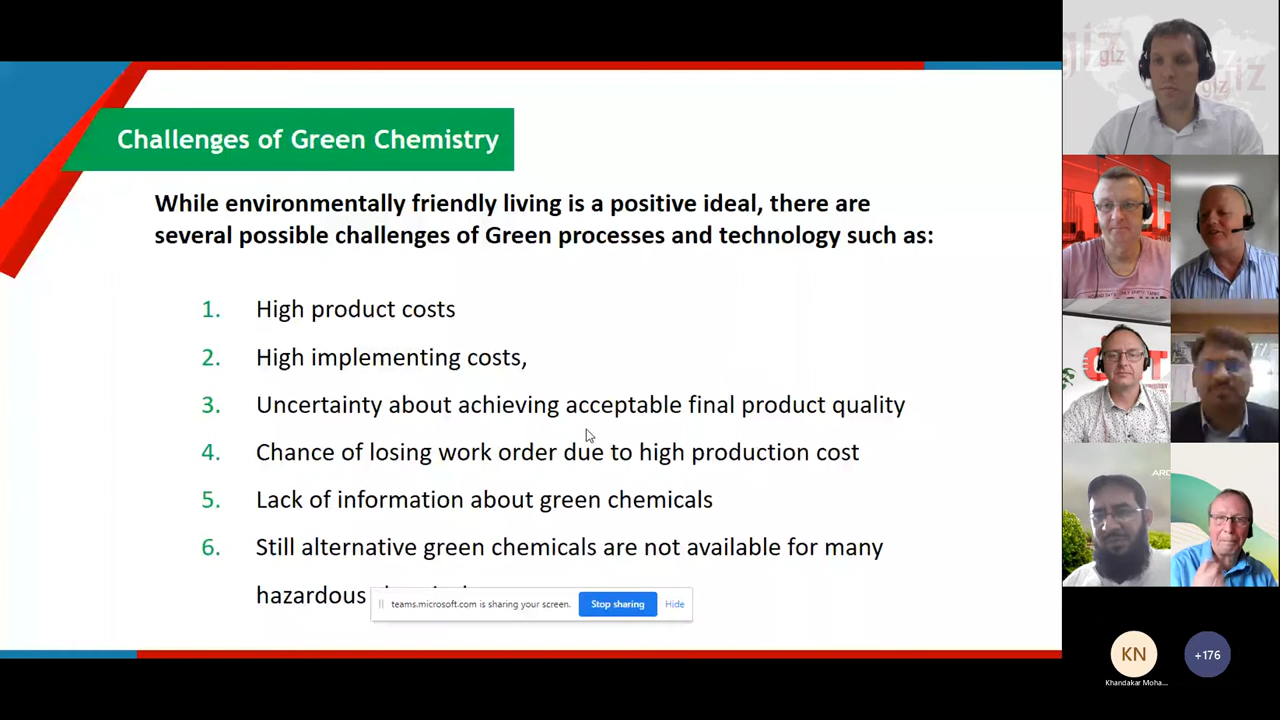 Challenges of Green Chemistry
While environmentally friendly living is a positive ideal, there are
several possible challenges of Green processes and technology such as:
1. High product costs
2. High implementing costs,
3. Uncertainty about achieving acceptable final product quality
4. Chance of losing work order due to high production cost
5. Lack of information about green chemicals
6. Still alternative green chemicals are not available for many
hazardous
teams.microsoft.com is sharing your screen.
Stop sharing
Hide
giz
giz
giz
giz
KN
Khandakar Moha...
+176